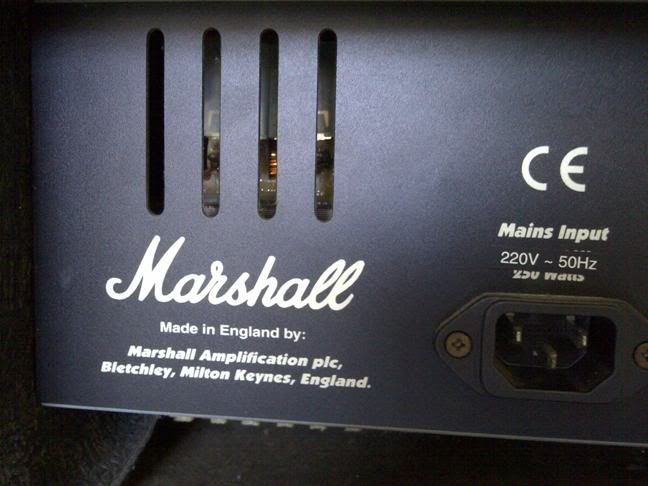 CE
Mains Input
220V ~ 50Hz
250 Watts
Marshall
Made in England by:
Marshall Amplification plc,
Bletchley, Milton Keynes, England.